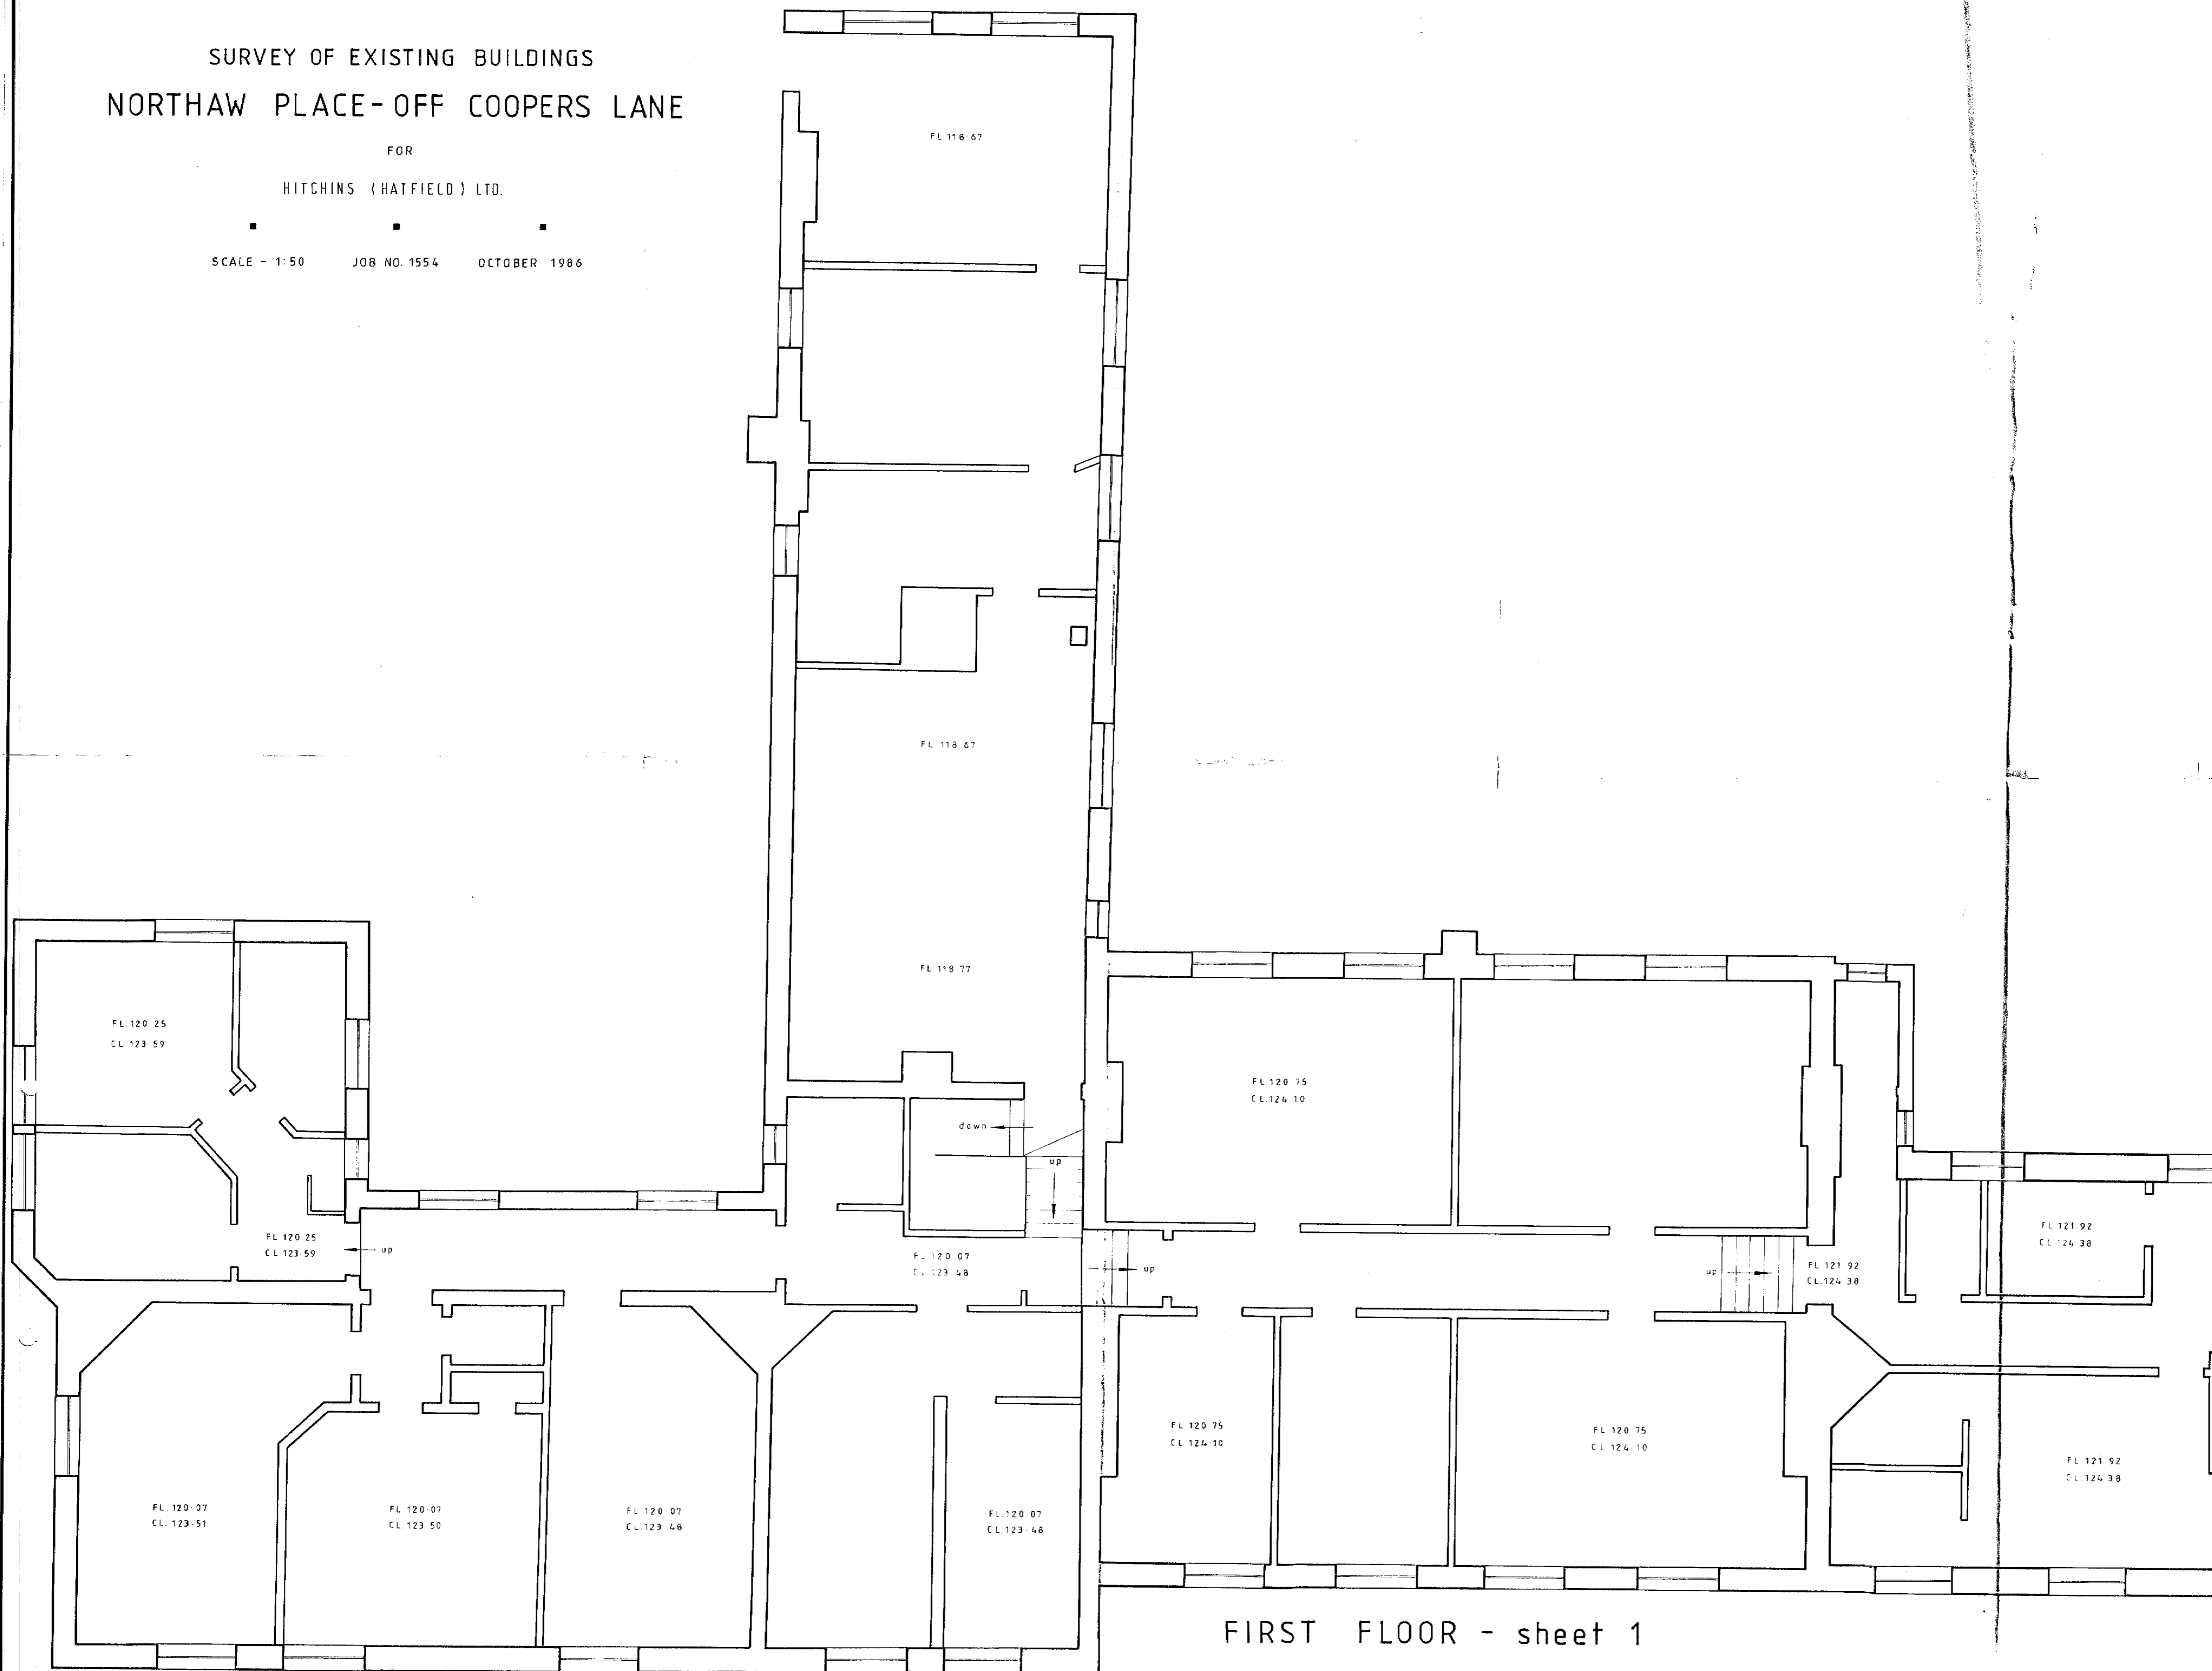 SURVEY OF EXISTING BUILDINGS
NORTHAW PLACE-OFF COOPERS LANE
FOR
HITCHINS (HATFIELD) LTD.
SCALE - 1:50 JOB NO. 1554 OCTOBER 1986
FL 118·67
FL 118·67
FL 118·77
FL 120·25
CL 123·59
FL 120·25
CL.123·59
up
down
up
FL 120·07
CL 123·48
up
FL 120·75
CL.124·10
up
FL 121·92
CL.124·38
FL 121·92
CL 124·38
FL 120·75
CL 124·10
FL 120·75
CL 124·10
FL 121·92
CL 124·38
FL. 120·07
CL. 123·51
FL. 120·07
CL. 123·50
FL 120·07
CL. 123·48
FL. 120·07
CL. 123·48
FIRST FLOOR - sheet 1